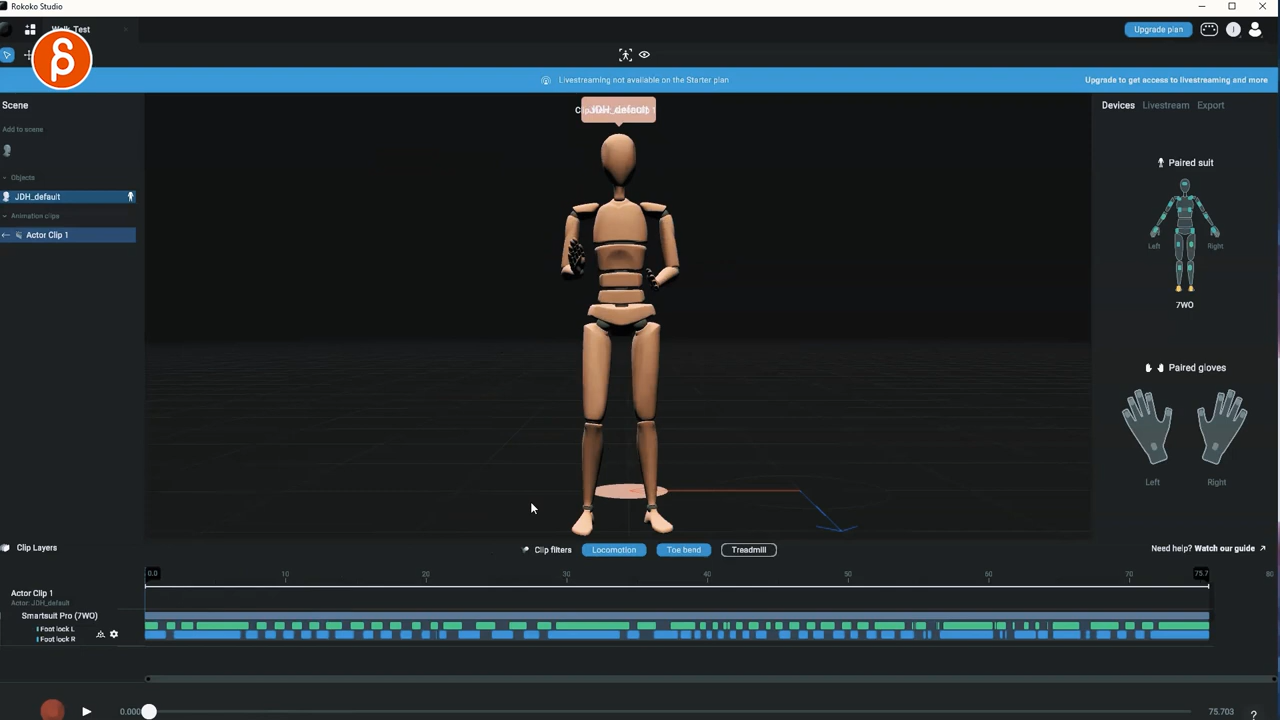 Rokoko Studio
Walk_Test
Upgrade plan
I
Livestreaming not available on the Starter plan
Upgrade to get access to livestreaming and more
Scene
Add to scene
Objects
JDH_default
Animation clips
Actor Clip 1
JDH_default
Devices Livestream Export
Paired suit
Left Right
7WO
Paired gloves
Left Right
Clip Layers
Clip filters Locomotion Toe bend Treadmill
Need help? Watch our guide
0.0 10 20 30 40 50 60 70 75.7 80
Actor Clip 1
Actor: JDH_default
Smartsuit Pro (7WO)
Foot lock L
Foot lock R
0.000 75.703 ?